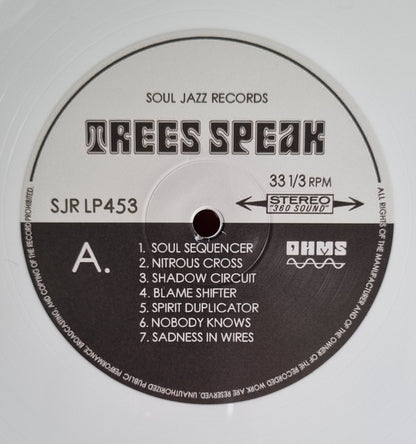 SOUL JAZZ RECORDS
TREES SPEAK
33 1/3 RPM
SJR LP453
STEREO
"360 SOUND"
A.
OHMS
1. SOUL SEQUENCER
2. NITROUS CROSS
3. SHADOW CIRCUIT
4. BLAME SHIFTER
5. SPIRIT DUPLICATOR
6. NOBODY KNOWS
7. SADNESS IN WIRES
ALL RIGHTS OF THE MANUFACTURER AND OF THE OWNER OF THE RECORDED WORK ARE RESERVED. UNAUTHORIZED PUBLIC PERFORMANCE, BROADCASTING AND COPYING OF THE RECORD PROHIBITED